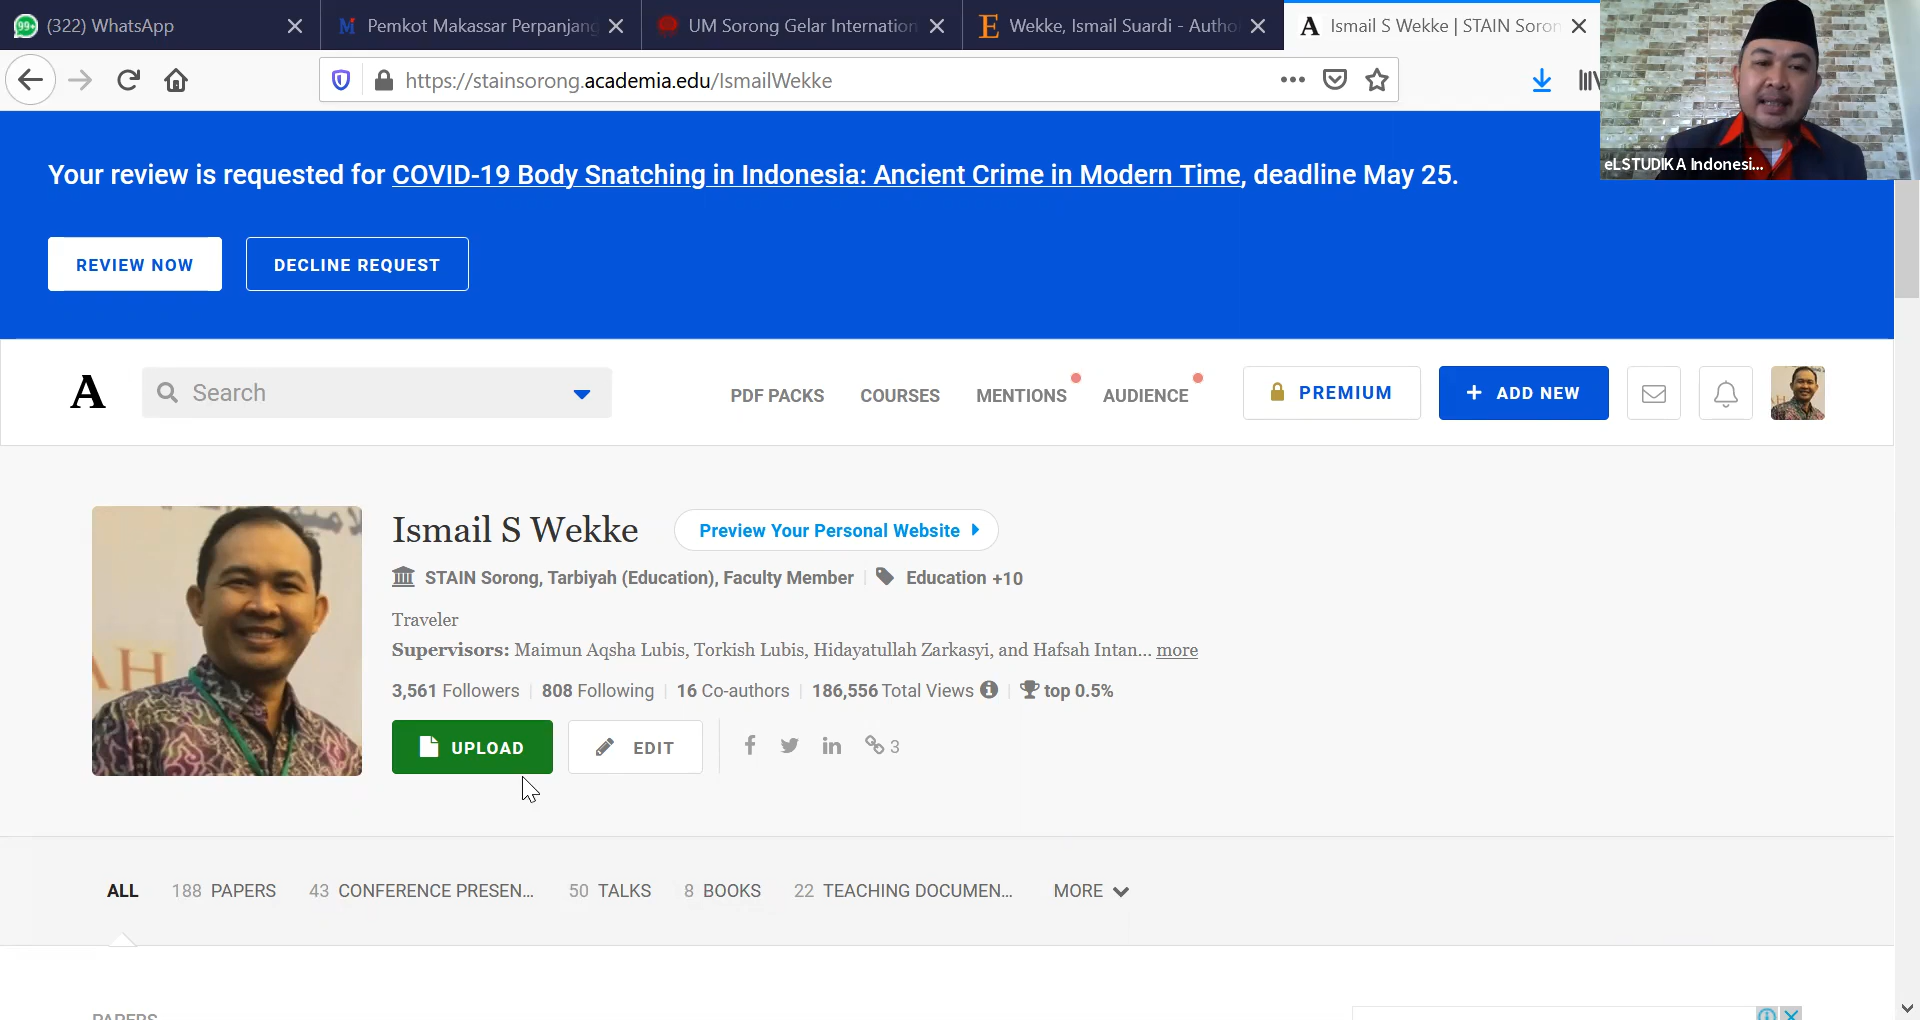 (322) WhatsApp
Pemkot Makassar Perpanjang
UM Sorong Gelar Internation
Wekke, Ismail Suardi - Autho
Ismail S Wekke | STAIN Soron
99+
https://stainsorong.academia.edu/IsmailWekke
eLSTUDIKA Indonesi...
Your review is requested for COVID-19 Body Snatching in Indonesia: Ancient Crime in Modern Time, deadline May 25.
REVIEW NOW
DECLINE REQUEST
A
Search
PDF PACKS
COURSES
MENTIONS
AUDIENCE
PREMIUM
+ ADD NEW
Ismail S Wekke
Preview Your Personal Website
STAIN Sorong, Tarbiyah (Education), Faculty Member
Education +10
Traveler
Supervisors: Maimun Aqsha Lubis, Torkish Lubis, Hidayatullah Zarkasyi, and Hafsah Intan... more
3,561 Followers | 808 Following | 16 Co-authors | 186,556 Total Views | top 0.5%
UPLOAD
EDIT
3
ALL
188 PAPERS
43 CONFERENCE PRESEN...
50 TALKS
8 BOOKS
22 TEACHING DOCUMEN...
MORE
PAPERS